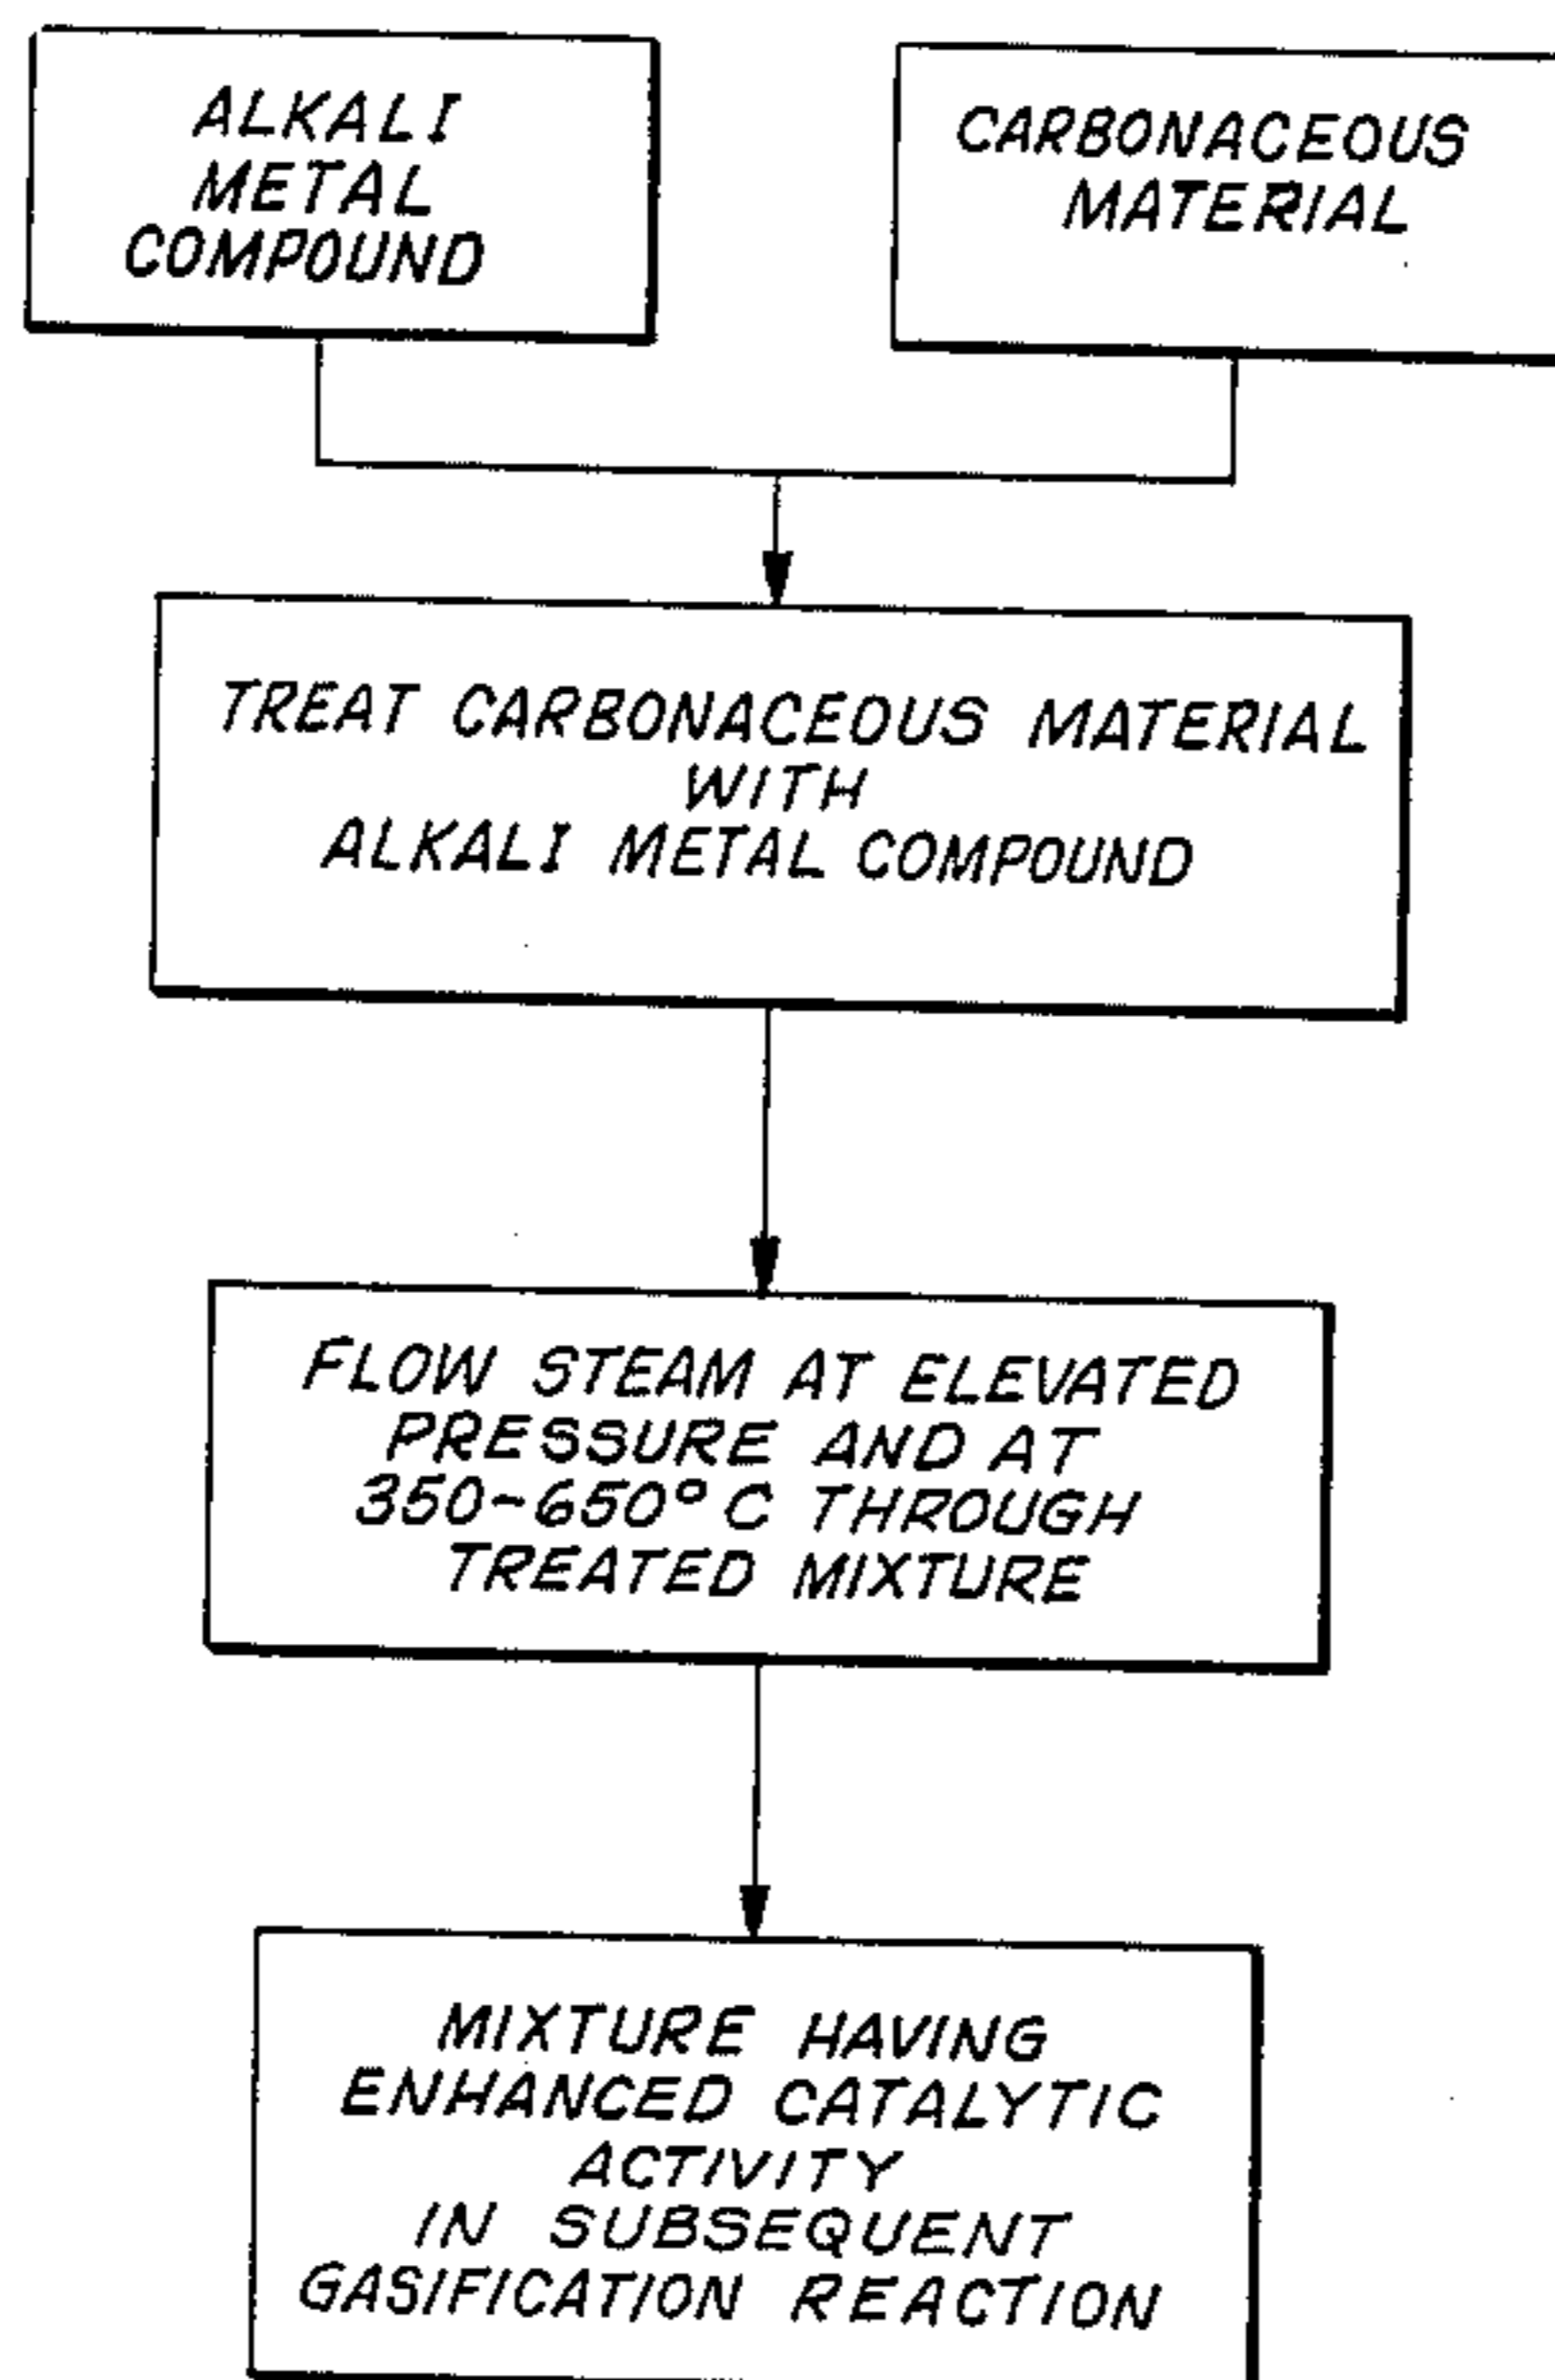 ALKALI
METAL
COMPOUND
CARBONACEOUS
MATERIAL
TREAT CARBONACEOUS MATERIAL
WITH
ALKALI METAL COMPOUND
FLOW STEAM AT ELEVATED
PRESSURE AND AT
350-650° C THROUGH
TREATED MIXTURE
MIXTURE HAVING
ENHANCED CATALYTIC
ACTIVITY
IN SUBSEQUENT
GASIFICATION REACTION